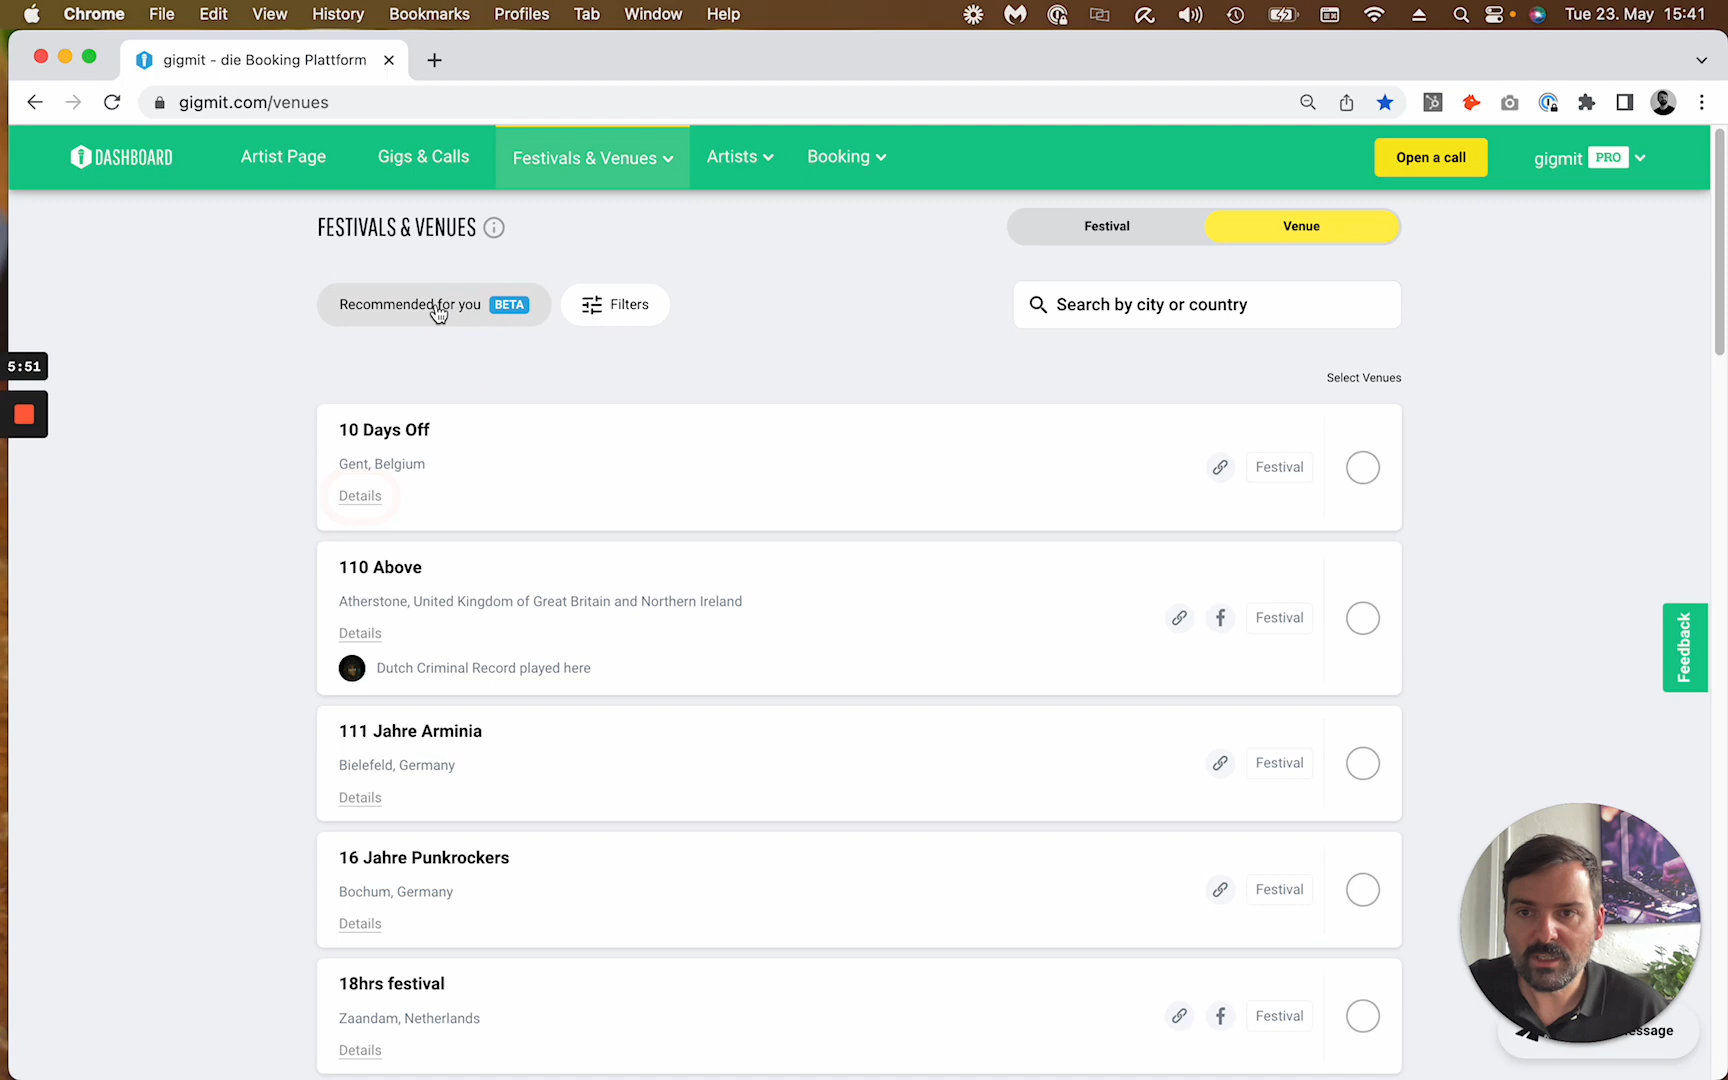 Chrome File Edit View History Bookmarks Profiles Tab Window Help Tue 23. May 15:41
gigmit - die Booking Plattform
gigmit.com/venues
DASHBOARD Artist Page Gigs & Calls Festivals & Venues Artists Booking Open a call gigmit PRO
FESTIVALS & VENUES Festival Venue
Recommended for you BETA Filters Search by city or country
5:51
Select Venues
10 Days Off
Gent, Belgium
Festival
Details
110 Above
Atherstone, United Kingdom of Great Britain and Northern Ireland
Festival
Details
Dutch Criminal Record played here
Feedback
111 Jahre Arminia
Bielefeld, Germany
Festival
Details
16 Jahre Punkrockers
Bochum, Germany
Festival
Details
18hrs festival
Zaandam, Netherlands
Festival
Details